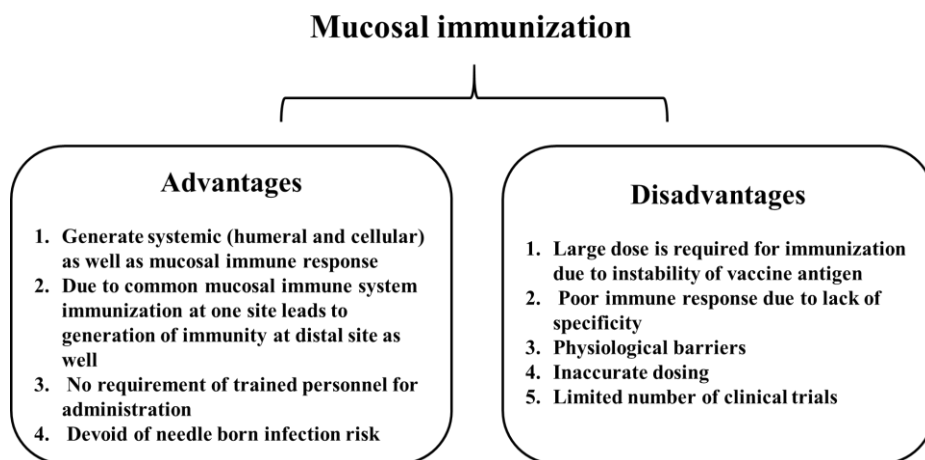 Mucosal immunization
Advantages
1. Generate systemic (humeral and cellular)
as well as mucosal immune response
2. Due to common mucosal immune system
immunization at one site leads to
generation of immunity at distal site as
well
3. No requirement of trained personnel for
administration
4. Devoid of needle born infection risk
Disadvantages
1. Large dose is required for immunization
due to instability of vaccine antigen
2. Poor immune response due to lack of
specificity
3. Physiological barriers
4. Inaccurate dosing
5. Limited number of clinical trials